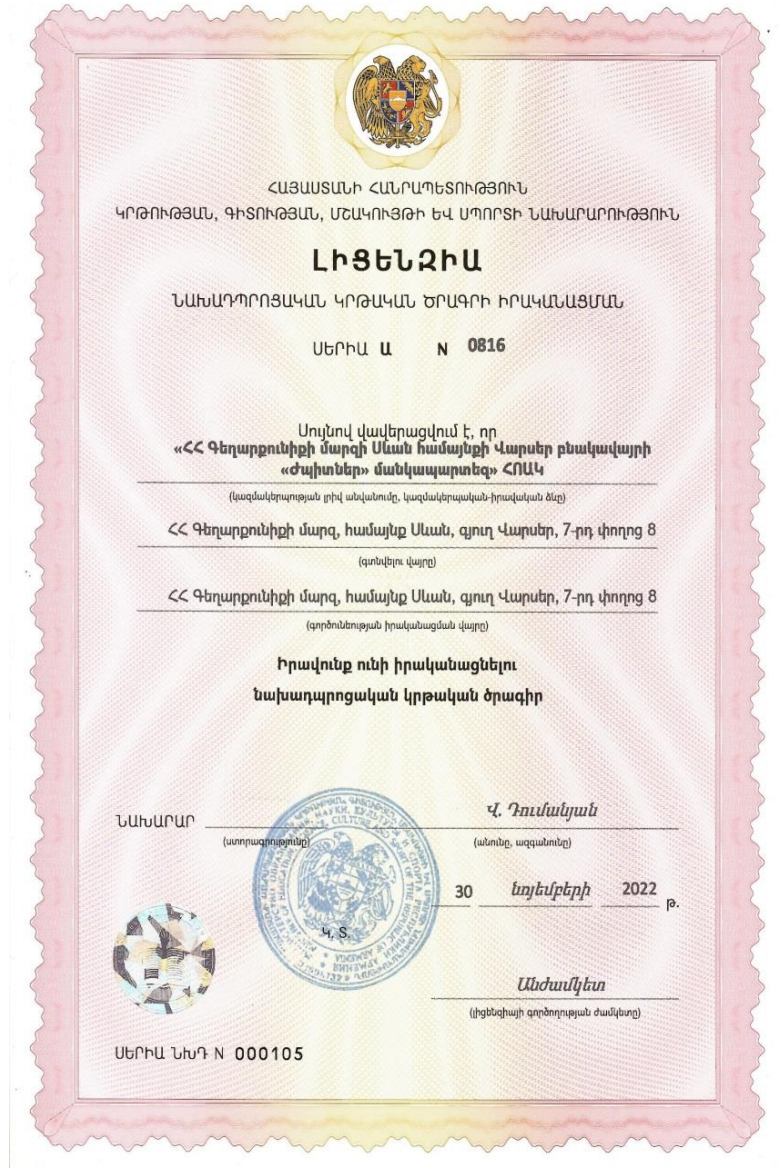 ՀԱՅԱՍՏԱՆԻ ՀԱՆՐԱՊԵՏՈՒԹՅՈՒՆ
ԿՐԹՈՒԹՅԱՆ, ԳԻՏՈՒԹՅԱՆ, ՄՇԱԿՈՒՅԹԻ ԵՎ ՍՊՈՐՏԻ ՆԱԽԱՐԱՐՈՒԹՅՈՒՆ
ԼԻՑԵՆԶԻԱ
ՆԱԽԱԴՊՐՈՑԱԿԱՆ ԿՐԹԱԿԱՆ ԾՐԱԳՐԻ ԻՐԱԿԱՆԱՑՄԱՆ
ՍԵՐԻԱ Ա N 0816
Սույնով վավերացվում է, որ
«ՀՀ Գեղարքունիքի մարզի Սևան համայնքի Վարսեր բնակավայրի
«Ժպիտներ» մանկապարտեզ» ՀՈԱԿ
(կազմակերպության լրիվ անվանումը, կազմակերպական-իրավական ձևը)
ՀՀ Գեղարքունիքի մարզ, համայնք Սևան, գյուղ Վարսեր, 7-րդ փողոց 8
(գտնվելու վայրը)
ՀՀ Գեղարքունիքի մարզ, համայնք Սևան, գյուղ Վարսեր, 7-րդ փողոց 8
(գործունեության իրականացման վայրը)
Իրավունք ունի իրականացնելու
նախադպրոցական կրթական ծրագիր
ՆԱԽԱՐԱՐ Վ. Դումանյան
(ստորագրությունը) (անունը, ազգանունը)
30 նոյեմբերի 2022 թ.
Կ. Տ.
Անժամկետ
(լիցենզիայի գործողության ժամկետը)
ՍԵՐԻԱ ՆԽԴ N 000105